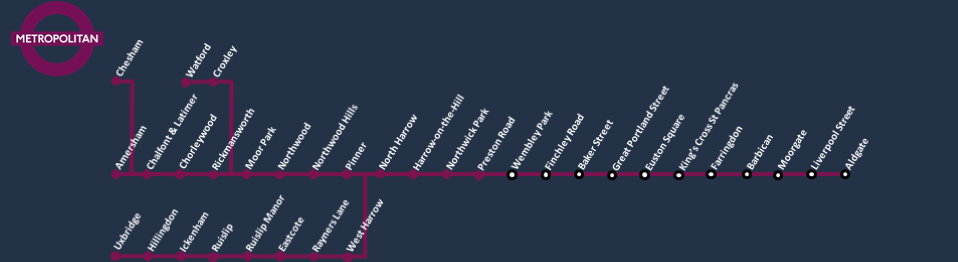 METROPOLITAN
Chesham
Watford
Croxley
Amersham
Chalfont & Latimer
Chorleywood
Rickmansworth
Moor Park
Northwood
Northwood Hills
Pinner
North Harrow
Harrow-on-the-Hill
Northwick Park
Preston Road
Wembley Park
Finchley Road
Baker Street
Great Portland Street
Euston Square
King's Cross St Pancras
Farringdon
Barbican
Moorgate
Liverpool Street
Aldgate
Uxbridge
Hillingdon
Ickenham
Ruislip
Ruislip Manor
Eastcote
Rayners Lane
West Harrow